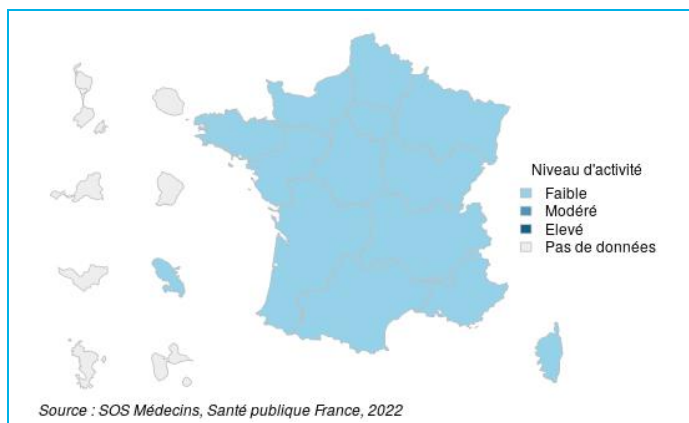 Niveau d'activité
Faible
Modéré
Elevé
Pas de données
Source : SOS Médecins, Santé publique France, 2022